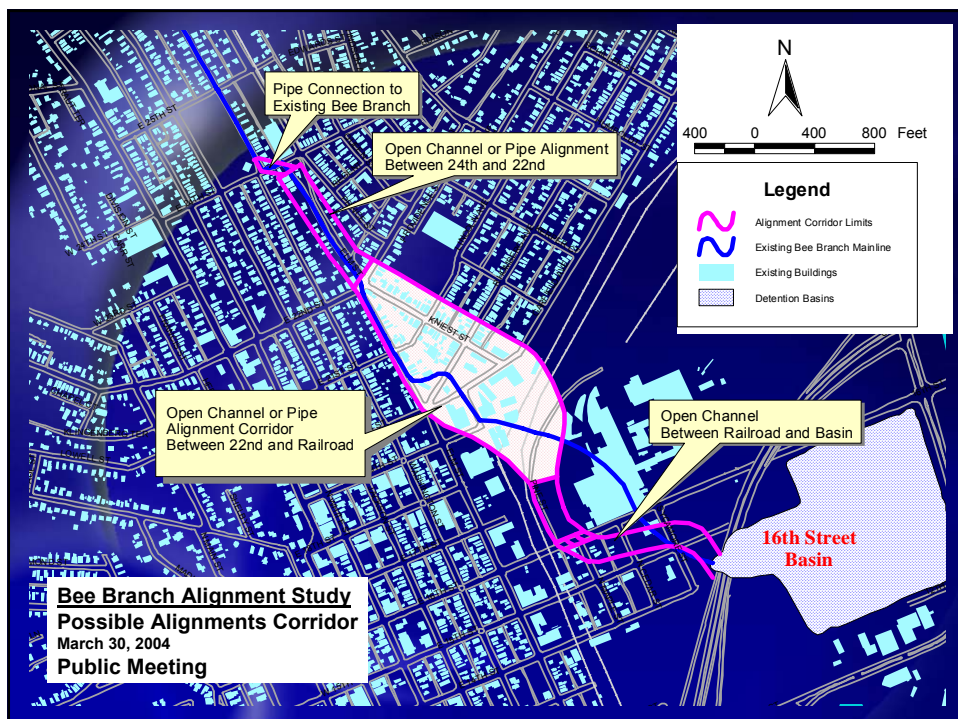 Pipe Connection to
Existing Bee Branch
Open Channel or Pipe Alignment
Between 24th and 22nd
N
400 0 400 800 Feet
Legend
Alignment Corridor Limits
Existing Bee Branch Mainline
Existing Buildings
Detention Basins
E 25TH ST
KNIEST ST
Open Channel or Pipe
Alignment Corridor
Between 22nd and Railroad
Open Channel
Between Railroad and Basin
16th Street
Basin
Bee Branch Alignment Study
Possible Alignments Corridor
March 30, 2004
Public Meeting